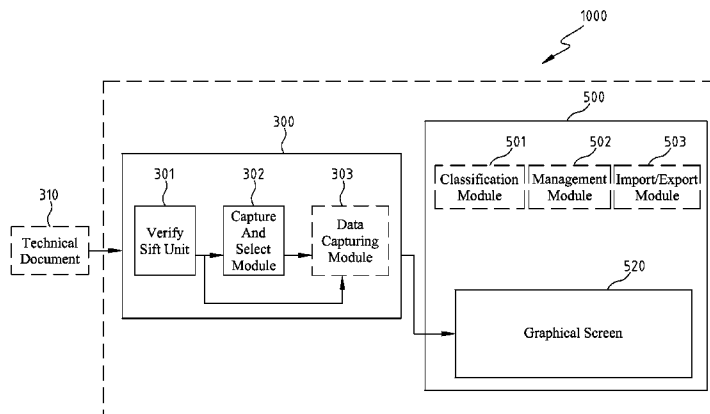 1000
300
500
301
302
303
501
502
503
310
Technical
Document
Verify
Sift Unit
Capture
And
Select
Module
Data
Capturing
Module
Classification
Module
Management
Module
Import/Export
Module
520
Graphical Screen